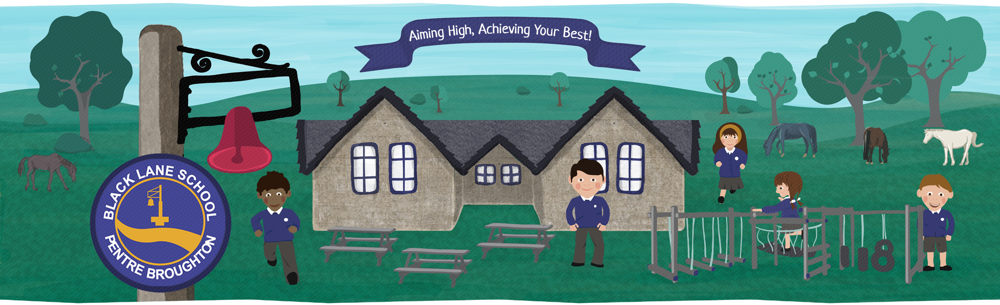 Aiming High, Achieving Your Best!
BLACK LANE SCHOOL
PENTRE BROUGHTON